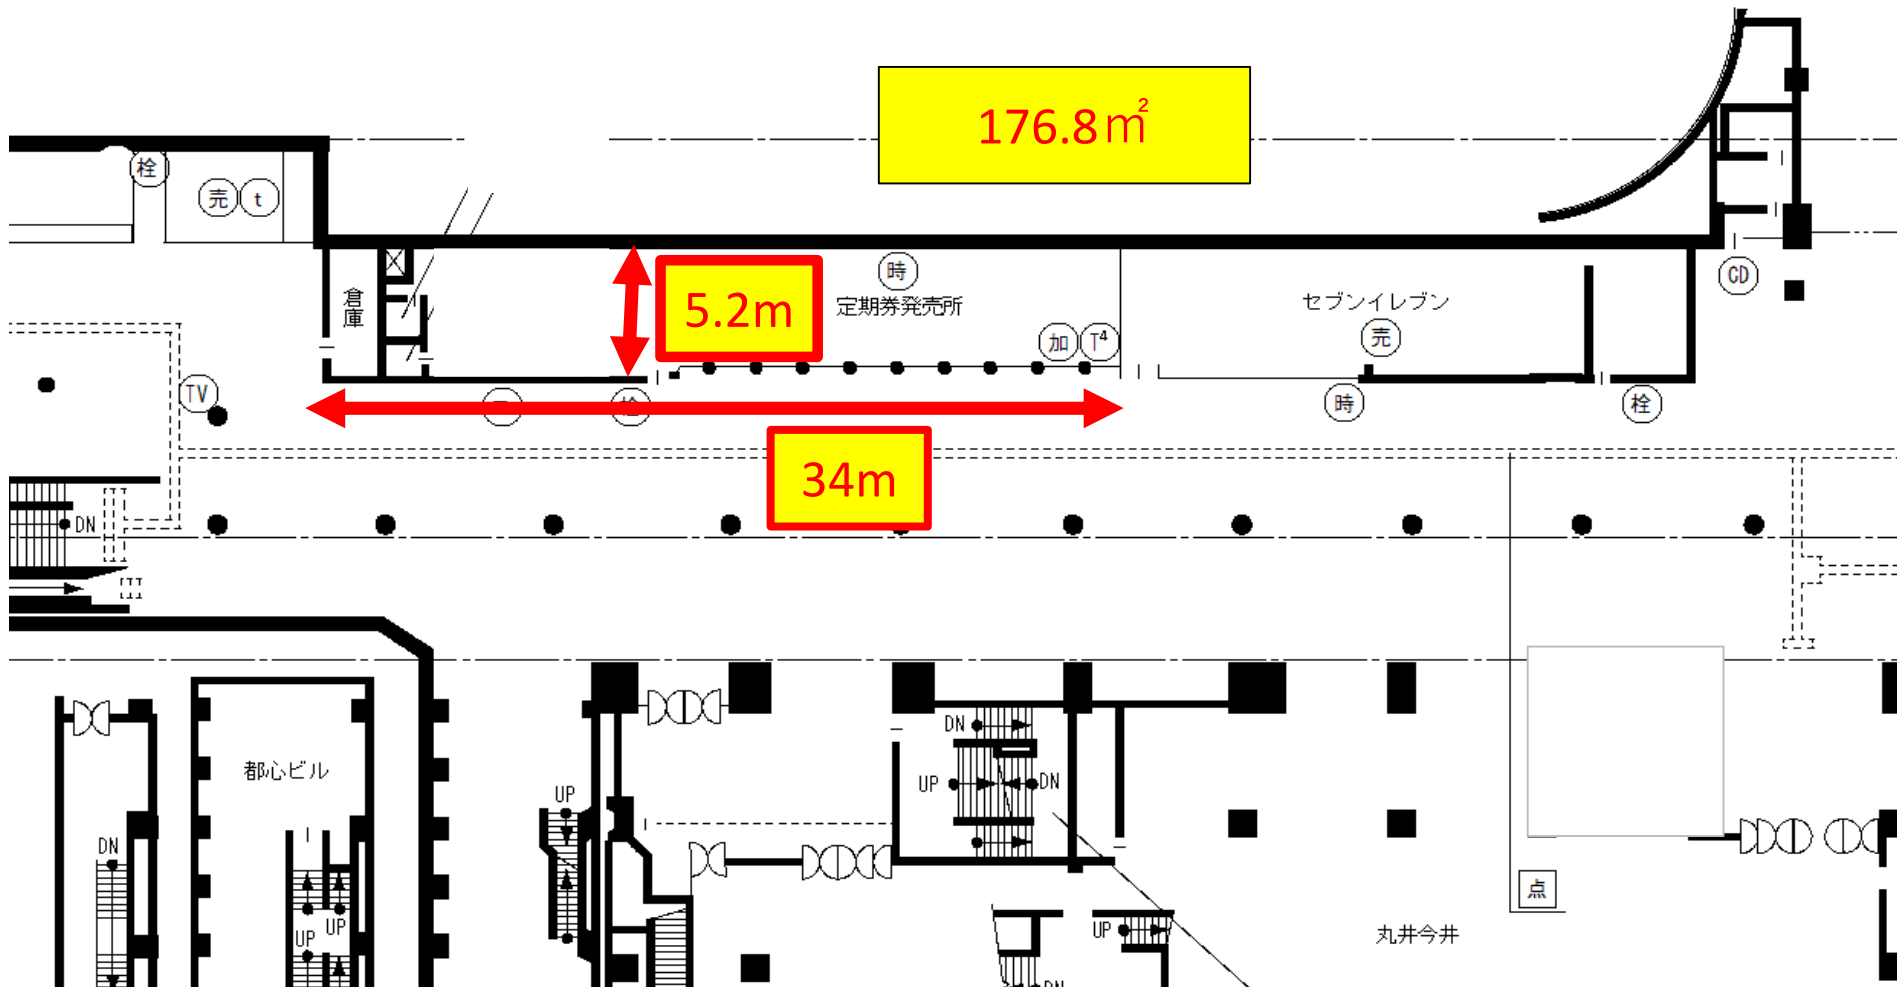 176.8㎡
栓
売 t
時
CD
倉庫
5.2m
定期券発売所
セブンイレブン
加 T⁴
売
TV
時
栓
34m
DN
DN
UP
DN
都心ビル
UP
DN
点
UP
UP
UP
丸井今井
DN